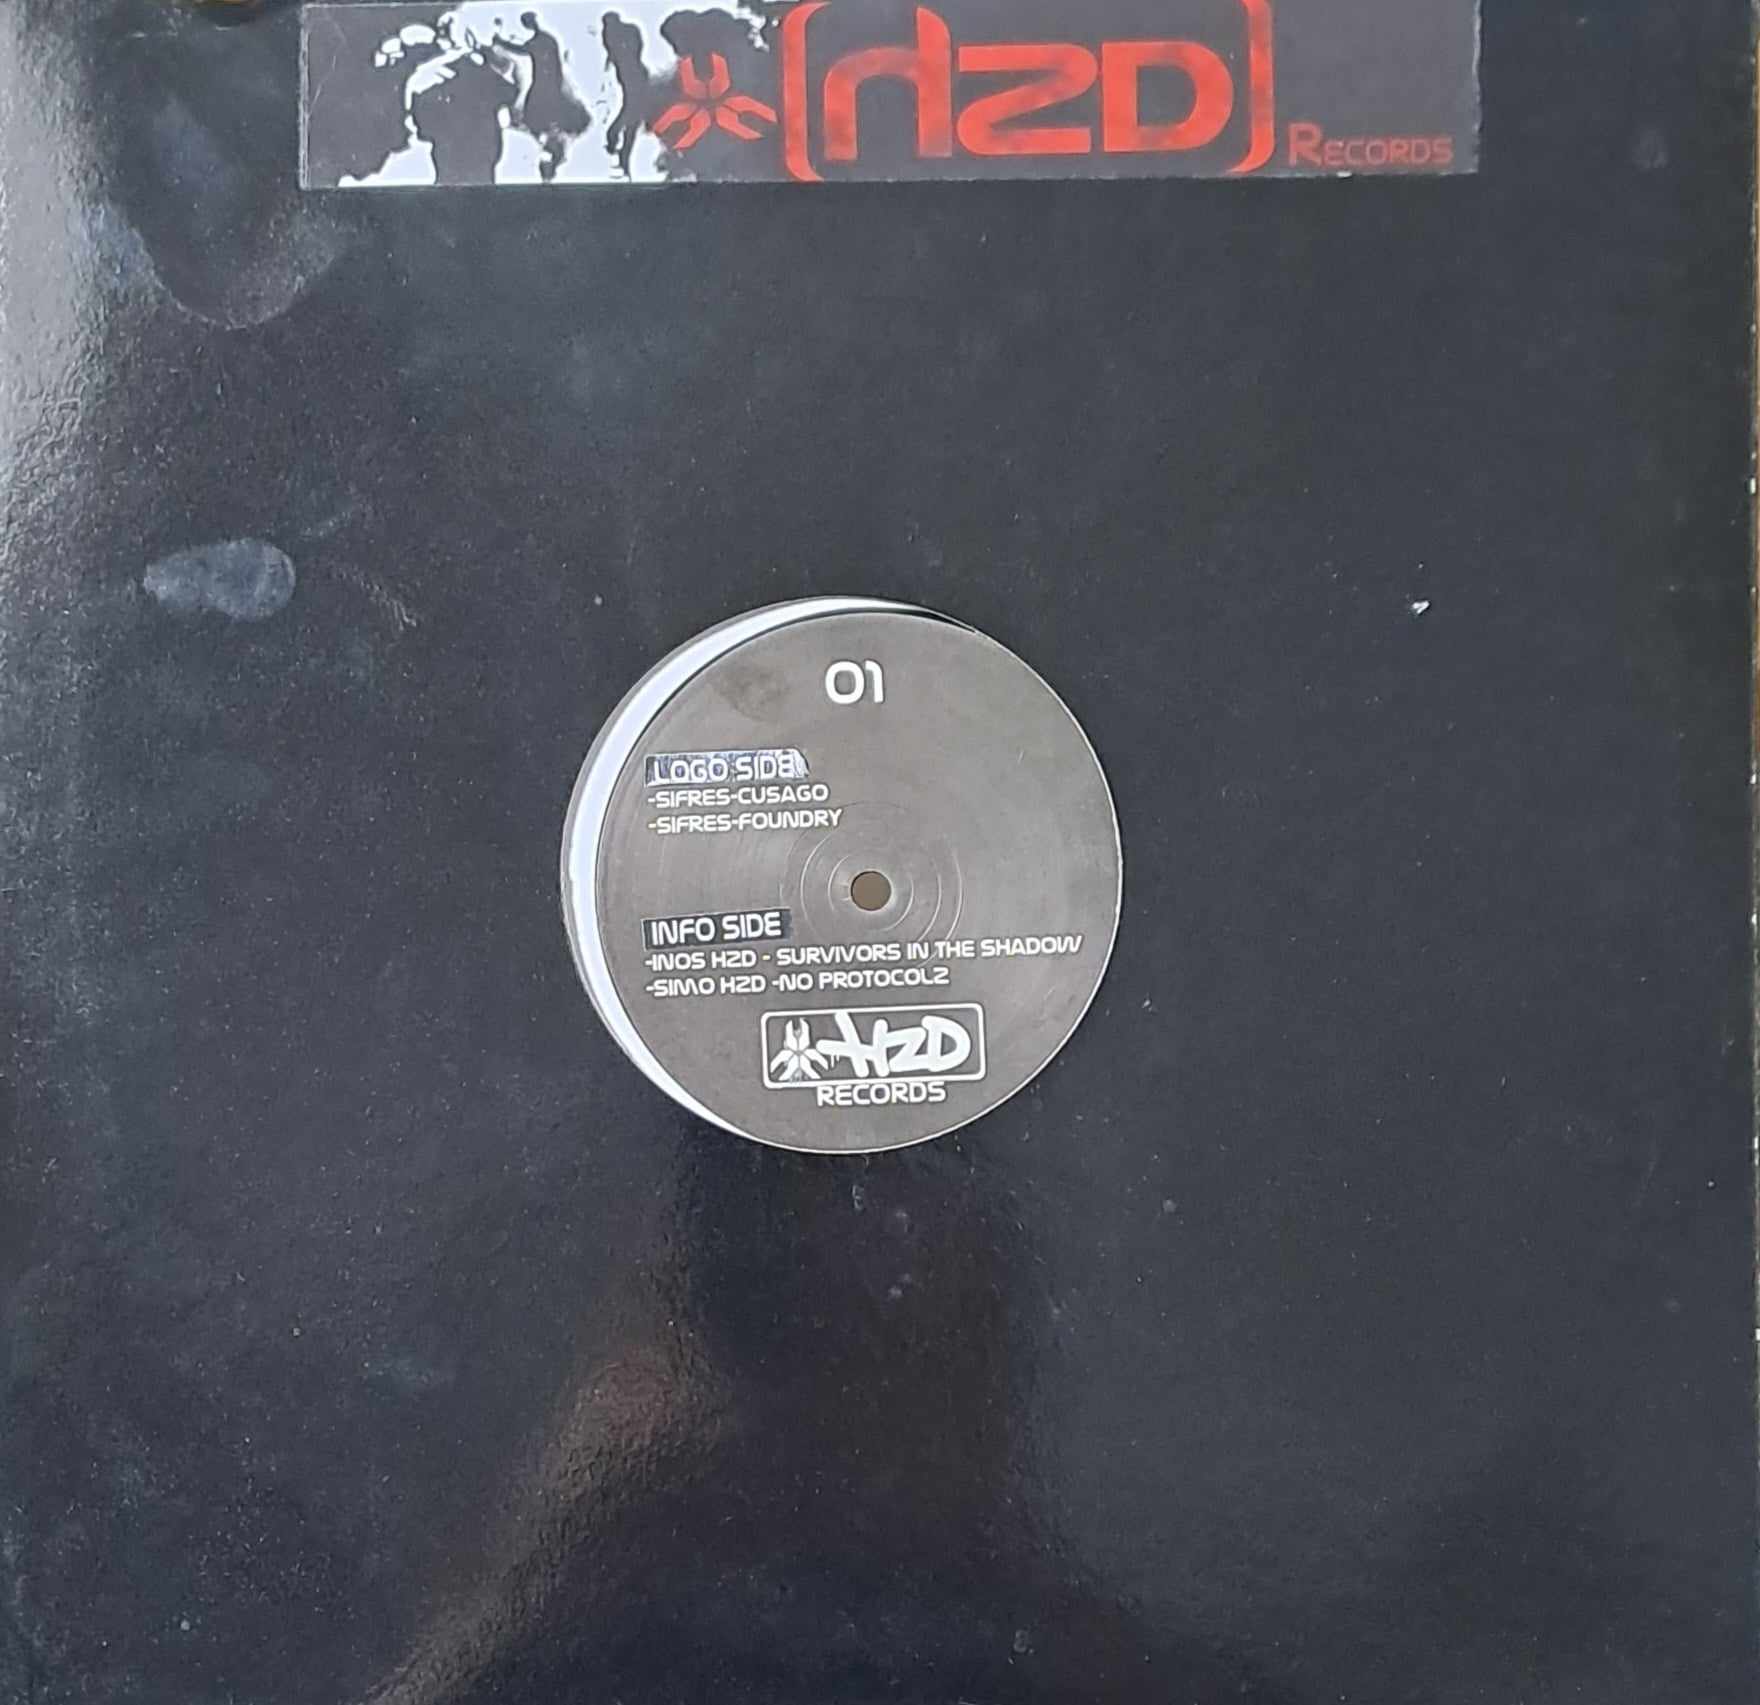 (HZD)
RECORDS
01
LOGO SIDE
-SIFRES-CUSAGO
-SIFRES-FOUNDRY
INFO SIDE
-INOS HZD - SURVIVORS IN THE SHADOW
-SIMO HZD -NO PROTOCOLZ
HZD
RECORDS